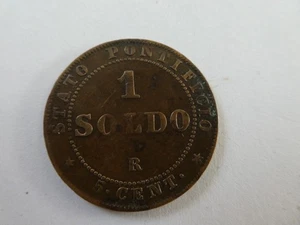 STATO PONTIFICIO
1
SOLDO
R
5. CENT.